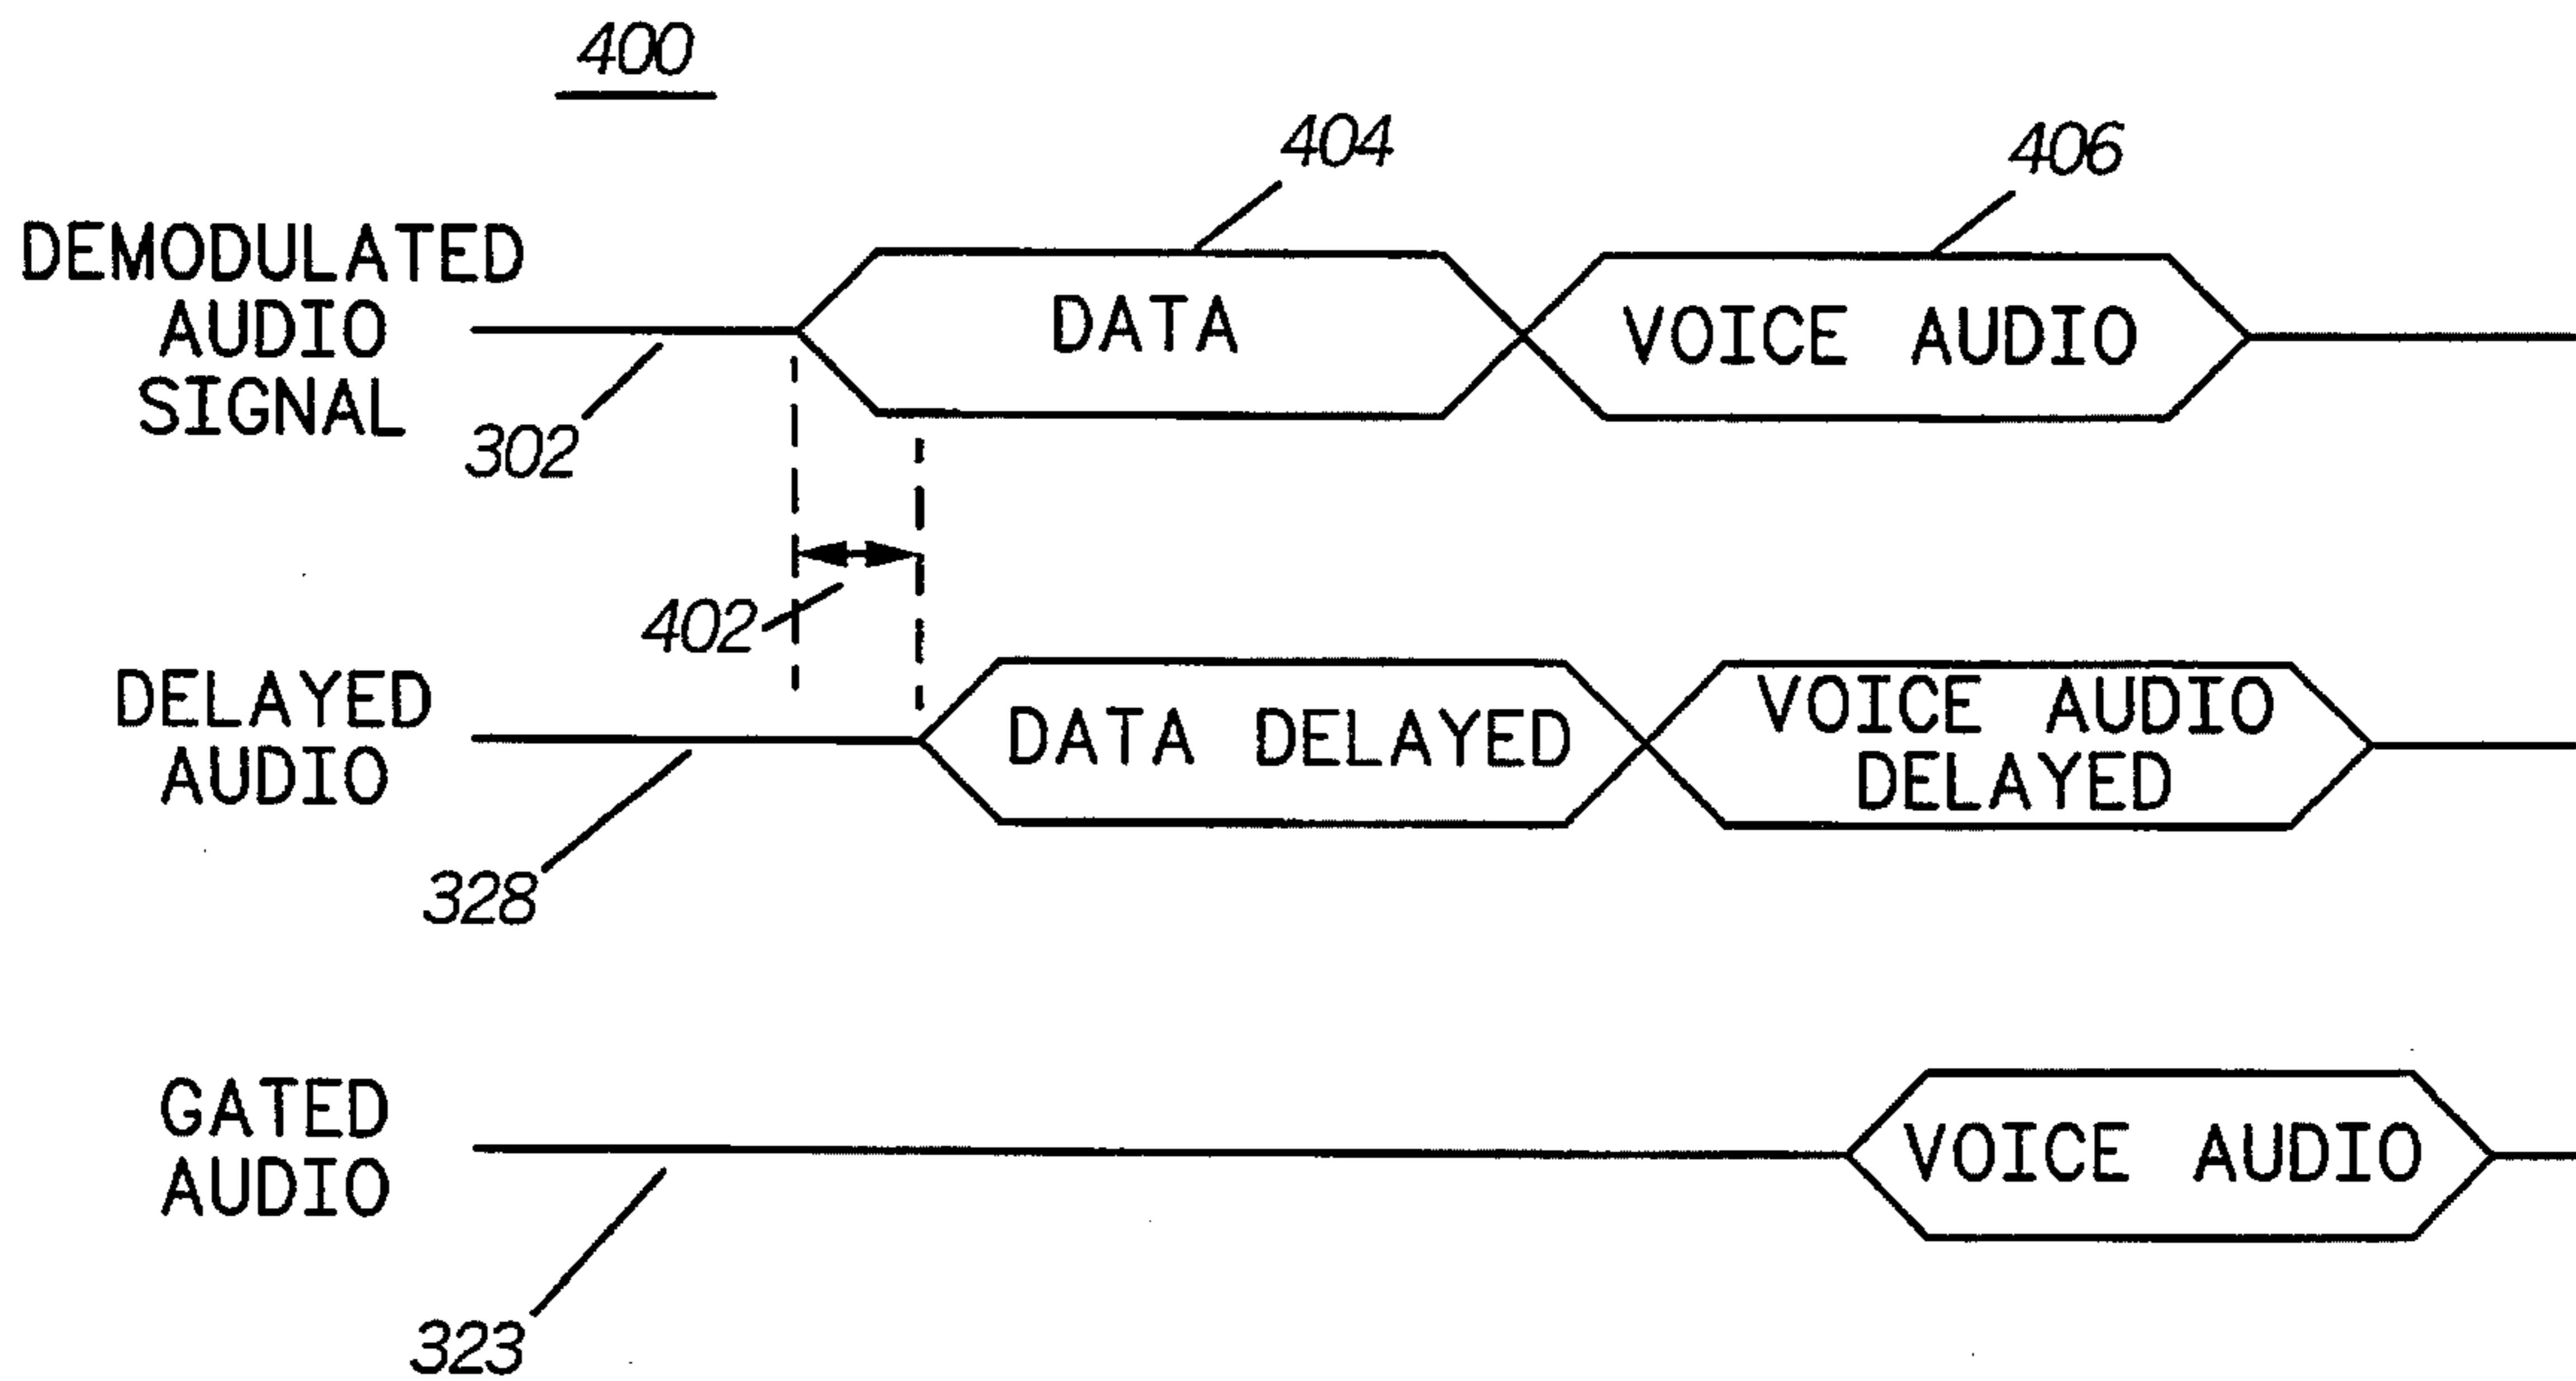 400
404
406
DEMODULATED
AUDIO
SIGNAL
DATA
VOICE AUDIO
302
402
DELAYED
AUDIO
DATA DELAYED
VOICE AUDIO
DELAYED
328
GATED
AUDIO
VOICE AUDIO
323